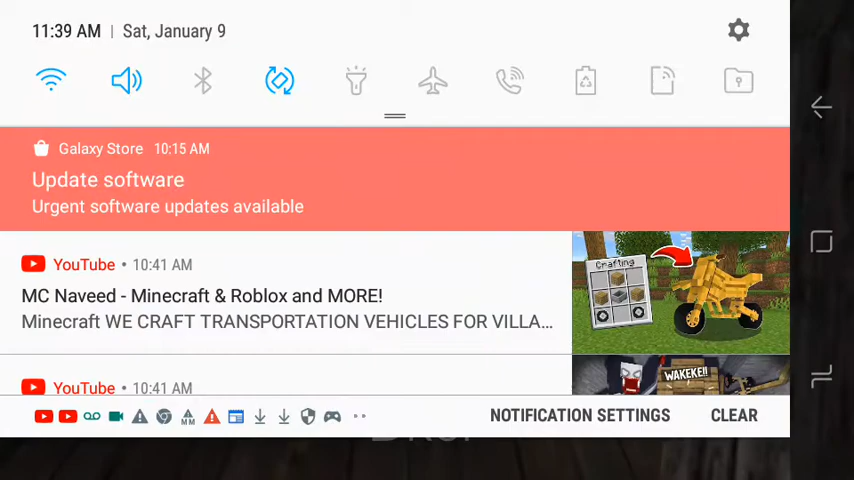 11:39 AM | Sat, January 9
Galaxy Store 10:15 AM
Update software
Urgent software updates available
YouTube • 10:41 AM
MC Naveed - Minecraft & Roblox and MORE!
Minecraft WE CRAFT TRANSPORTATION VEHICLES FOR VILLA...
Crafting
YouTube • 10:41 AM
WAKEKE!!
MM
NOTIFICATION SETTINGS CLEAR